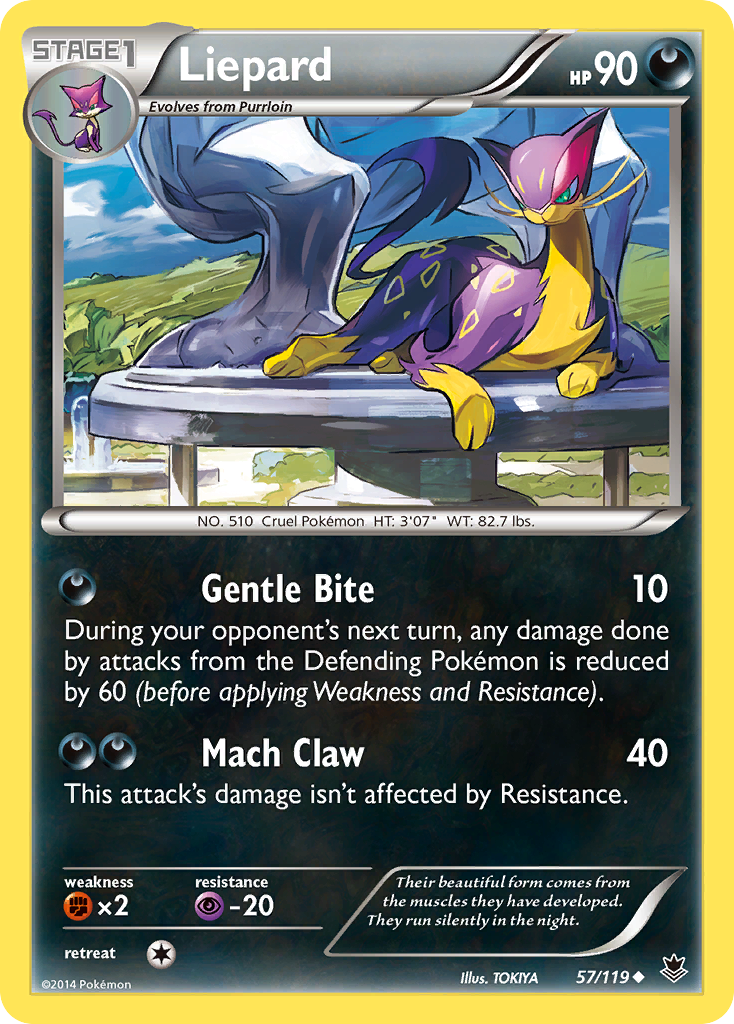 STAGE1
Liepard
HP 90
Evolves from Purrloin
NO. 510 Cruel Pokémon HT: 3'07" WT: 82.7 lbs.
Gentle Bite 10
During your opponent's next turn, any damage done
by attacks from the Defending Pokémon is reduced
by 60 (before applying Weakness and Resistance).
Mach Claw 40
This attack's damage isn't affected by Resistance.
weakness resistance
×2 -20
Their beautiful form comes from
the muscles they have developed.
They run silently in the night.
retreat
©2014 Pokémon
Illus. TOKIYA 57/119